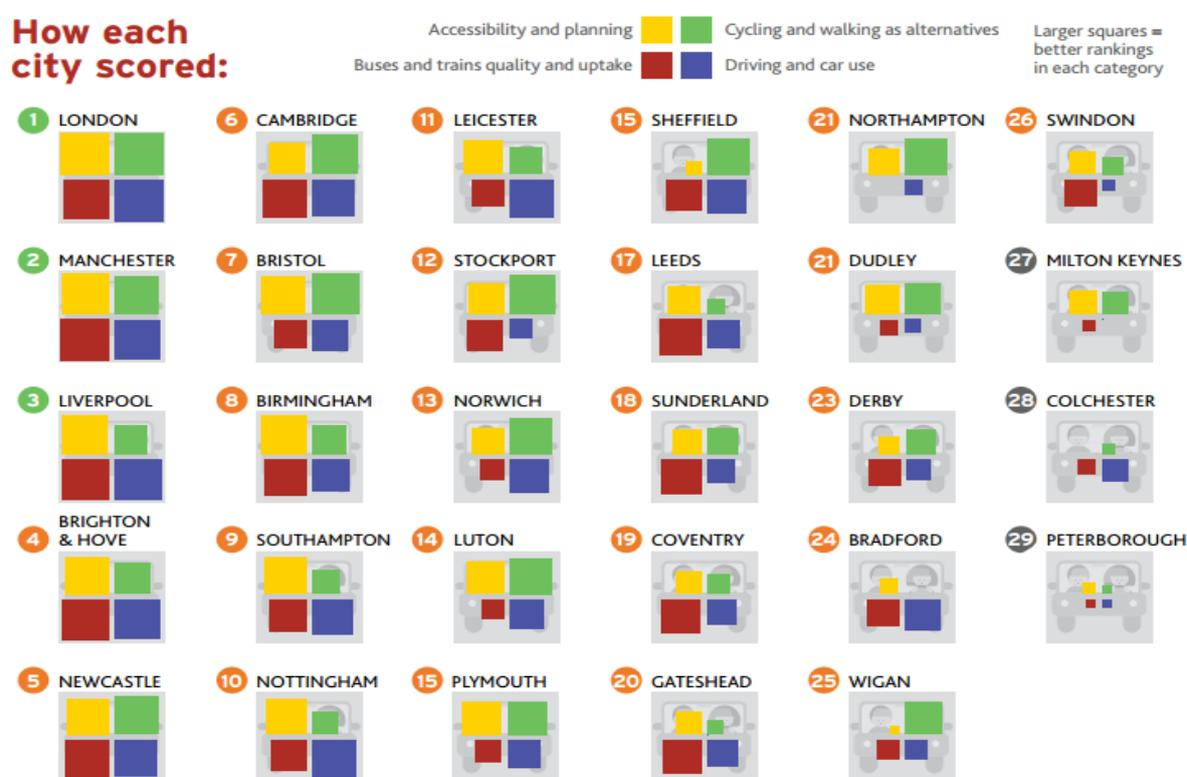 How each
city scored:
Accessibility and planning
Cycling and walking as alternatives
Buses and trains quality and uptake
Driving and car use
Larger squares =
better rankings
in each category
1 LONDON
6 CAMBRIDGE
11 LEICESTER
15 SHEFFIELD
21 NORTHAMPTON
26 SWINDON
2 MANCHESTER
7 BRISTOL
12 STOCKPORT
17 LEEDS
21 DUDLEY
27 MILTON KEYNES
3 LIVERPOOL
8 BIRMINGHAM
13 NORWICH
18 SUNDERLAND
23 DERBY
28 COLCHESTER
4 BRIGHTON
& HOVE
9 SOUTHAMPTON
14 LUTON
19 COVENTRY
24 BRADFORD
29 PETERBOROUGH
5 NEWCASTLE
10 NOTTINGHAM
15 PLYMOUTH
20 GATESHEAD
25 WIGAN